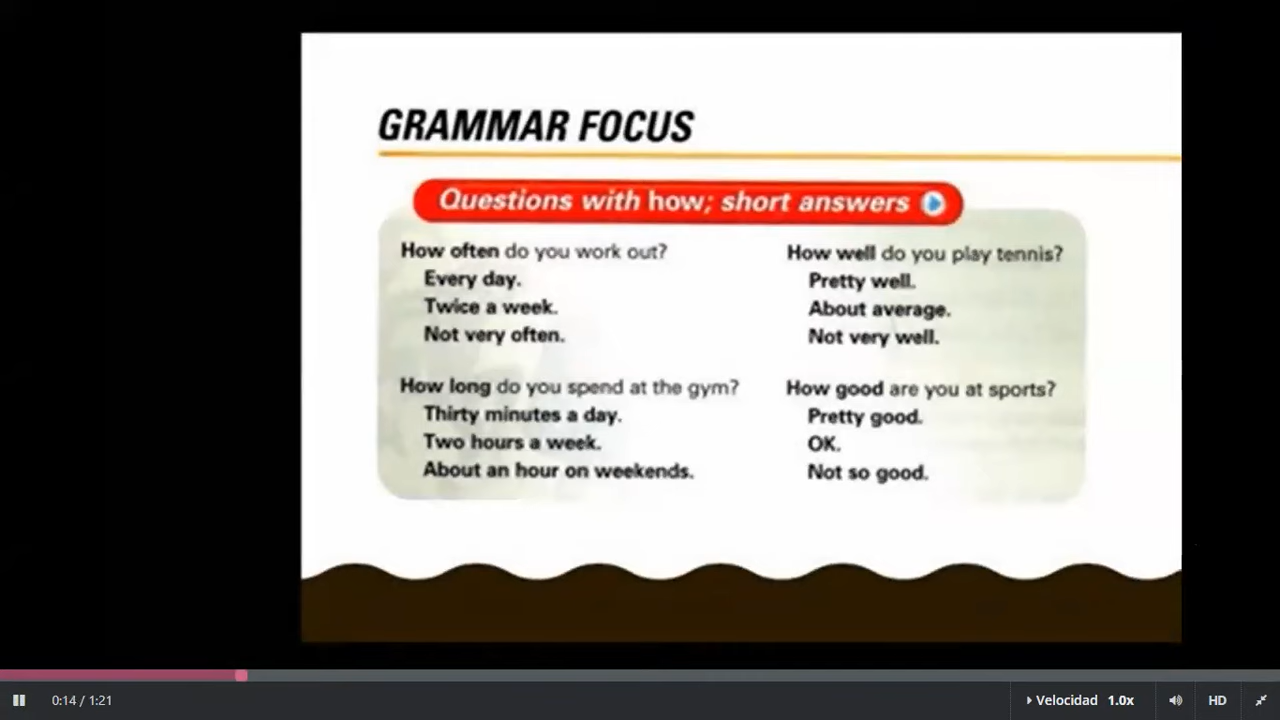 GRAMMAR FOCUS
Questions with how; short answers
How often do you work out?
Every day.
Twice a week.
Not very often.
How long do you spend at the gym?
Thirty minutes a day.
Two hours a week.
About an hour on weekends.
How well do you play tennis?
Pretty well.
About average.
Not very well.
How good are you at sports?
Pretty good.
OK.
Not so good.
0:14 / 1:21
Velocidad 1.0x
HD